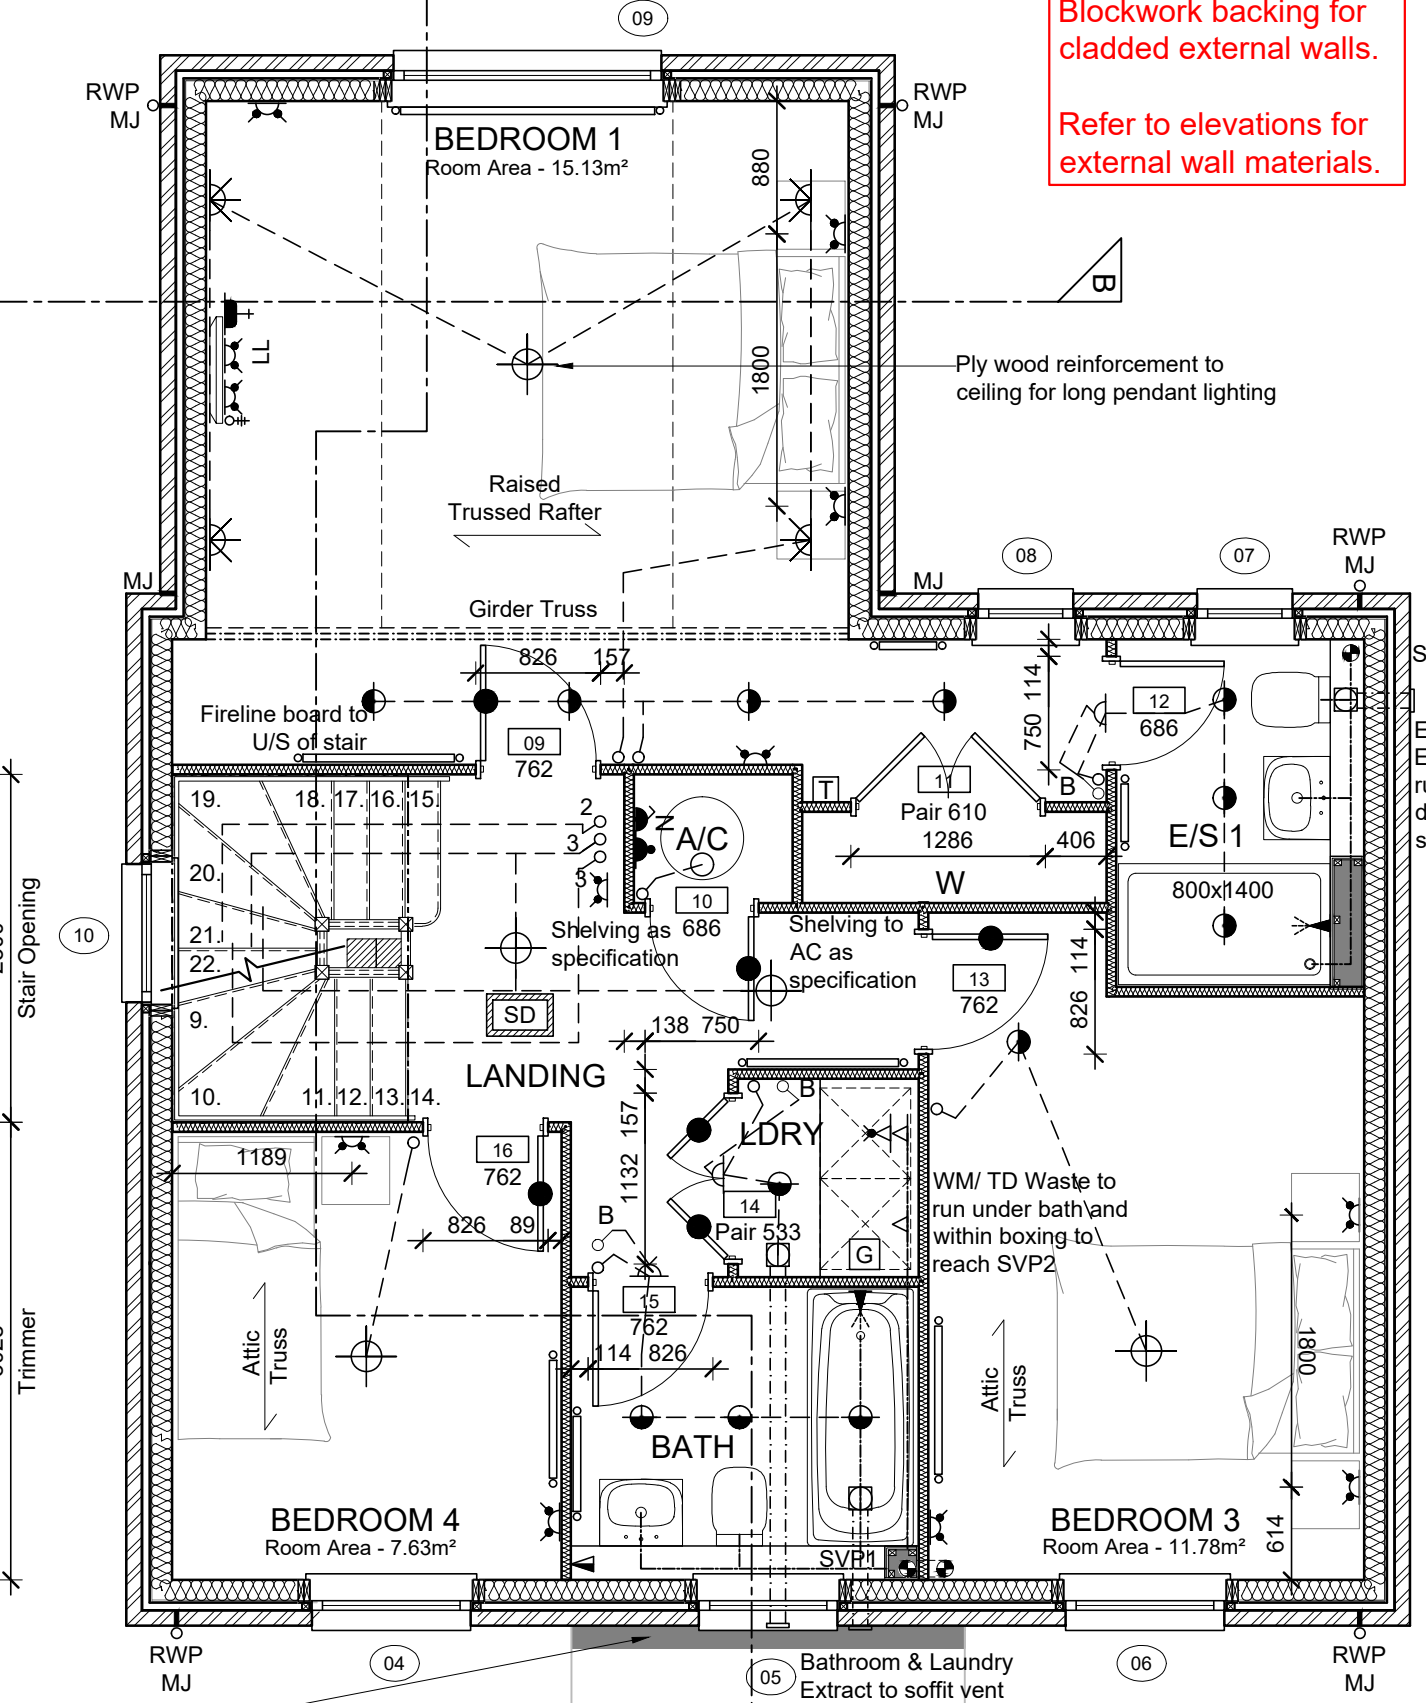 09
Blockwork backing for
cladded external walls.
Refer to elevations for
external wall materials.
RWP
MJ
RWP
MJ
BEDROOM 1
Room Area - 15.13m²
880
B
LL
1800
Ply wood reinforcement to
ceiling for long pendant lighting
Raised
Trussed Rafter
RWP
MJ
08
07
MJ
MJ
Girder Truss
826
157
114
750
12
686
Fireline board to
U/S of stair
09
762
T
11
Pair 610
B
1286
406
E/S 1
19.
18.
17.
16.
15.
2
3
3
A/C
W
20.
10
686
800x1400
21.
22.
10
Stair Opening
Shelving as
specification
Shelving to
AC as
specification
13
762
114
826
9.
SD
138
750
LANDING
10.
11.
12.
13.
14.
B
LDRY
157
1132
16
762
1189
826
89
B
14
Pair 533
WM/ TD Waste to
run under bath and
within boxing to
reach SVP2
G
15
762
114
826
Trimmer
Attic
Truss
Attic
Truss
1800
BATH
BEDROOM 4
Room Area - 7.63m²
BEDROOM 3
Room Area - 11.78m²
614
SVP1
RWP
MJ
04
05
Bathroom & Laundry
Extract to soffit vent
06
RWP
MJ